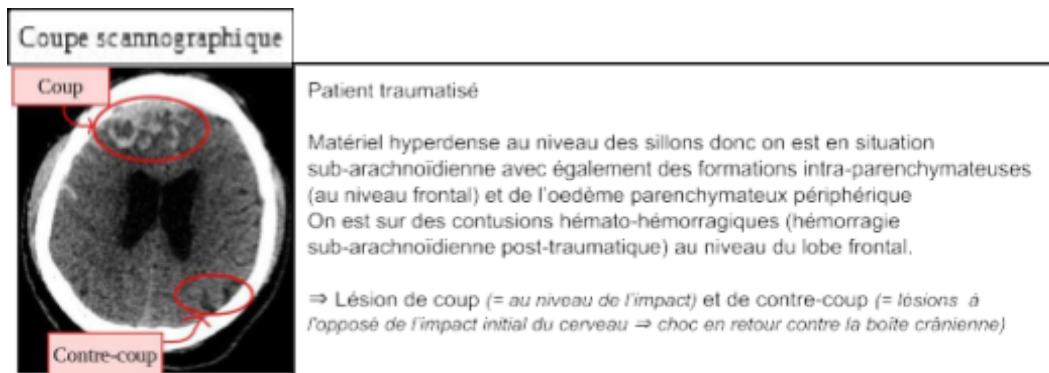 Coupe scannographique
Coup
Contre-coup
Patient traumatisé
Matériel hyperdense au niveau des sillons donc on est en situation
sub-arachnoïdienne avec également des formations intra-parenchymateuses
(au niveau frontal) et de l'oedème parenchymateux périphérique
On est sur des contusions hémato-hémorragiques (hémorragie
sub-arachnoïdienne post-traumatique) au niveau du lobe frontal.
⇒ Lésion de coup (= au niveau de l'impact) et de contre-coup (= lésions à
l'opposé de l'impact initial du cerveau ⇒ choc en retour contre la boîte crânienne)